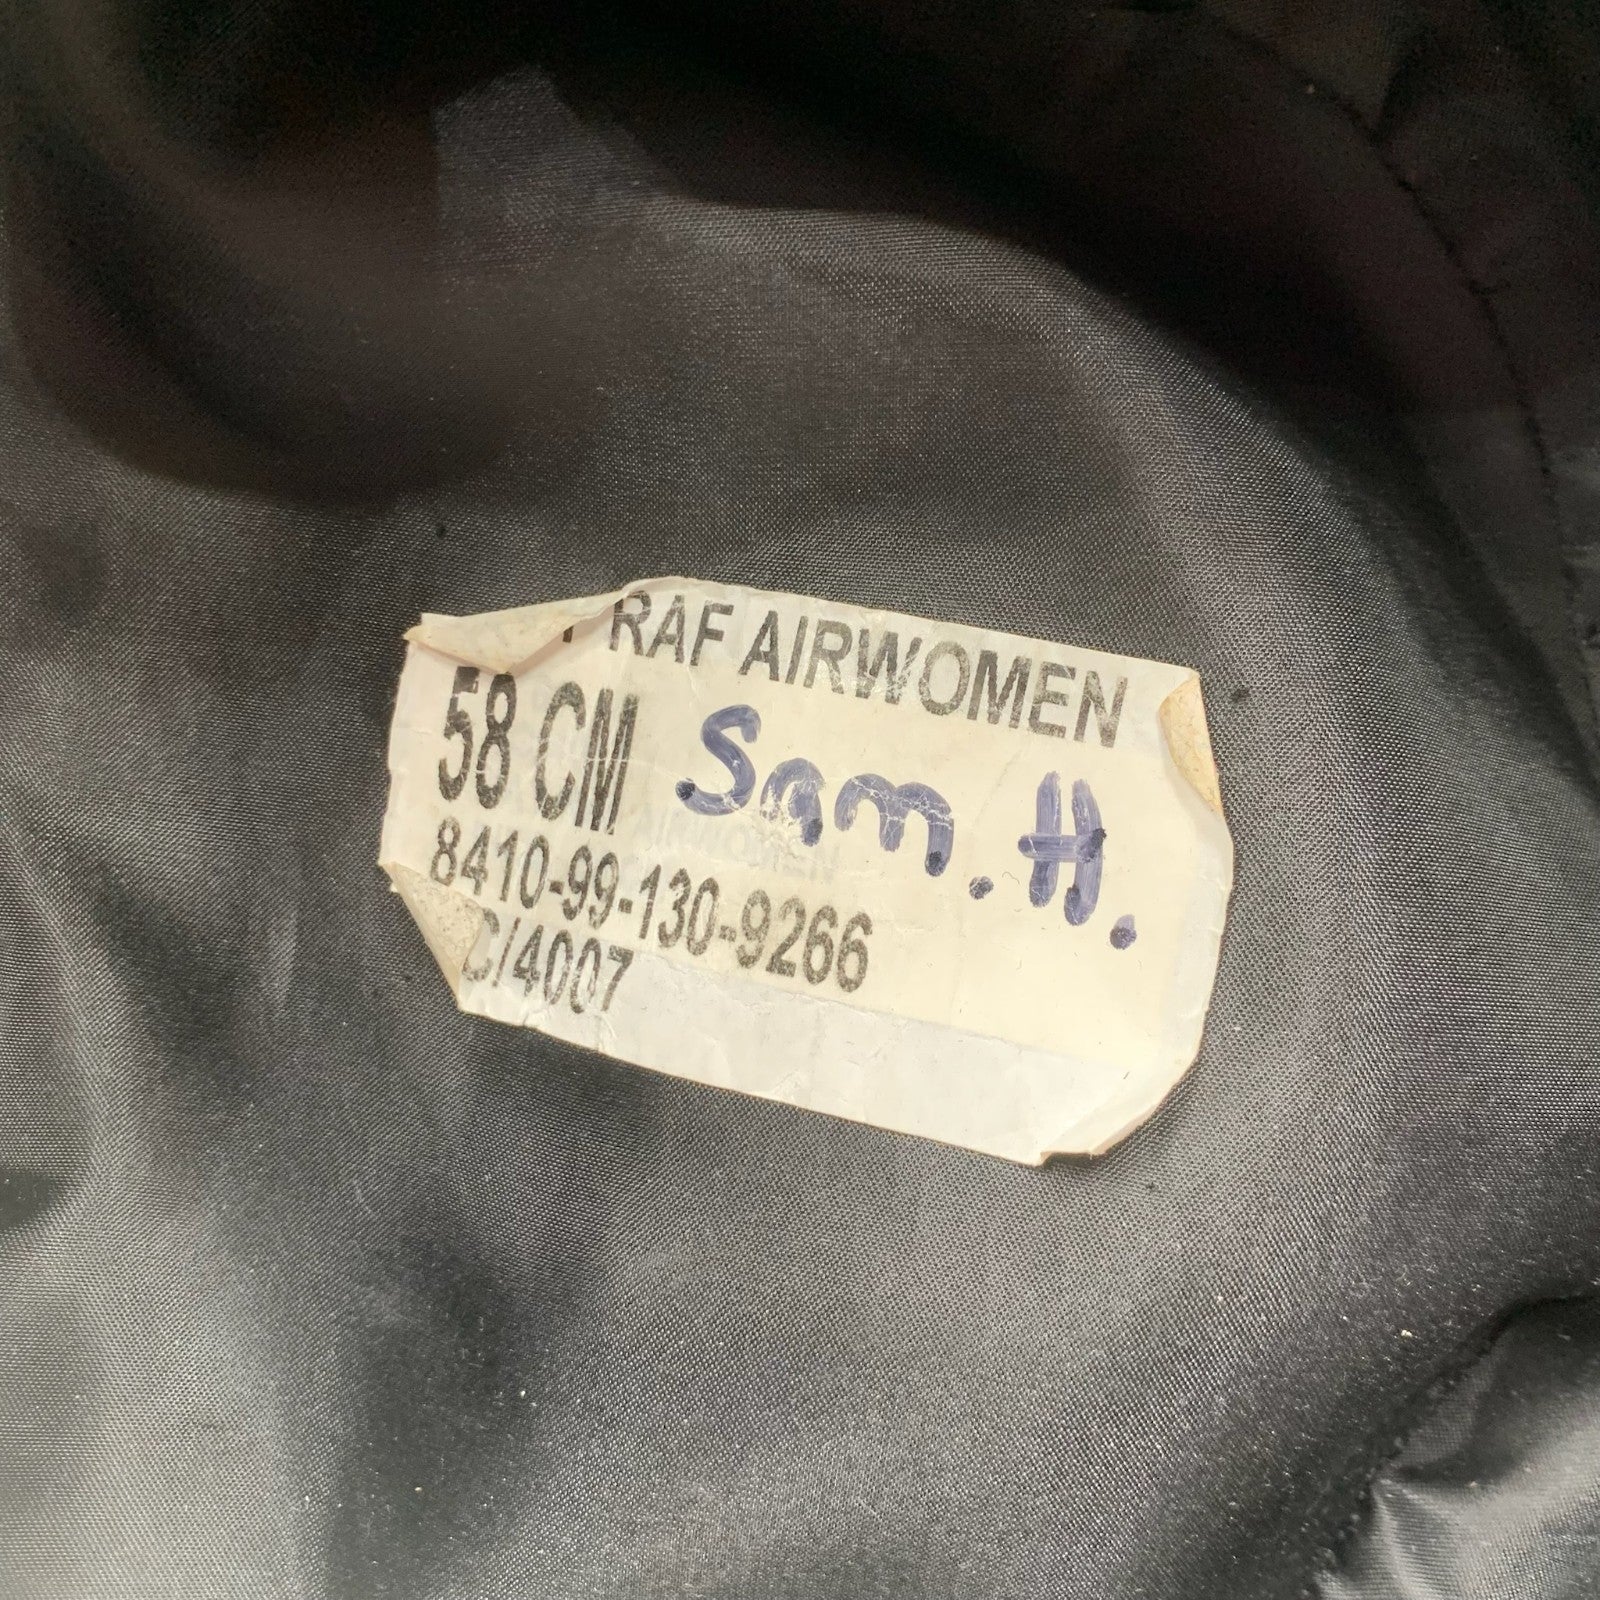 RAF AIRWOMEN
58 CM Sam. H.
8410-99-130-9266
C/4007